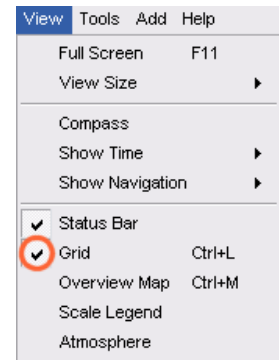 View Tools Add Help
Full Screen F11
View Size
Compass
Show Time
Show Navigation
Status Bar
Grid Ctrl+L
Overview Map Ctrl+M
Scale Legend
Atmosphere